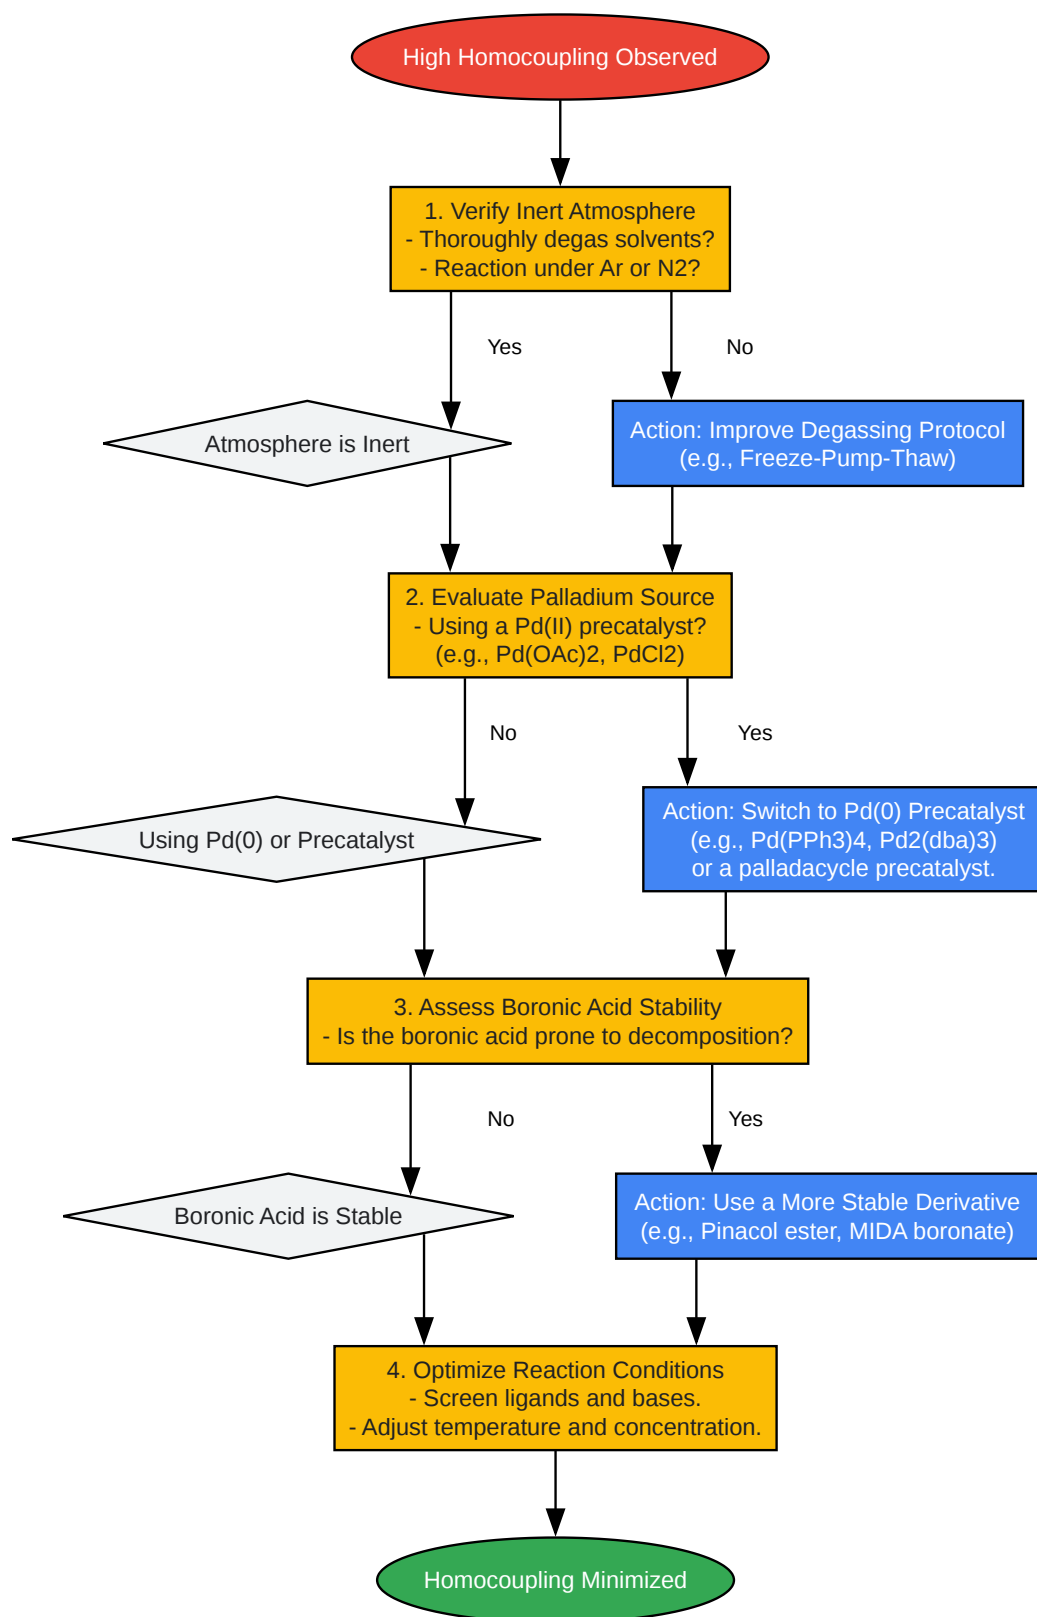 High Homocoupling Observed
1. Verify Inert Atmosphere
- Thoroughly degas solvents?
- Reaction under Ar or N2?
Yes
No
Atmosphere is Inert
Action: Improve Degassing Protocol
(e.g., Freeze-Pump-Thaw)
2. Evaluate Palladium Source
- Using a Pd(II) precatalyst?
(e.g., Pd(OAc)2, PdCl2)
No
Yes
Using Pd(0) or Precatalyst
Action: Switch to Pd(0) Precatalyst
(e.g., Pd(PPh3)4, Pd2(dba)3)
or a palladacycle precatalyst.
3. Assess Boronic Acid Stability
- Is the boronic acid prone to decomposition?
No
Yes
Boronic Acid is Stable
Action: Use a More Stable Derivative
(e.g., Pinacol ester, MIDA boronate)
4. Optimize Reaction Conditions
- Screen ligands and bases.
- Adjust temperature and concentration.
Homocoupling Minimized